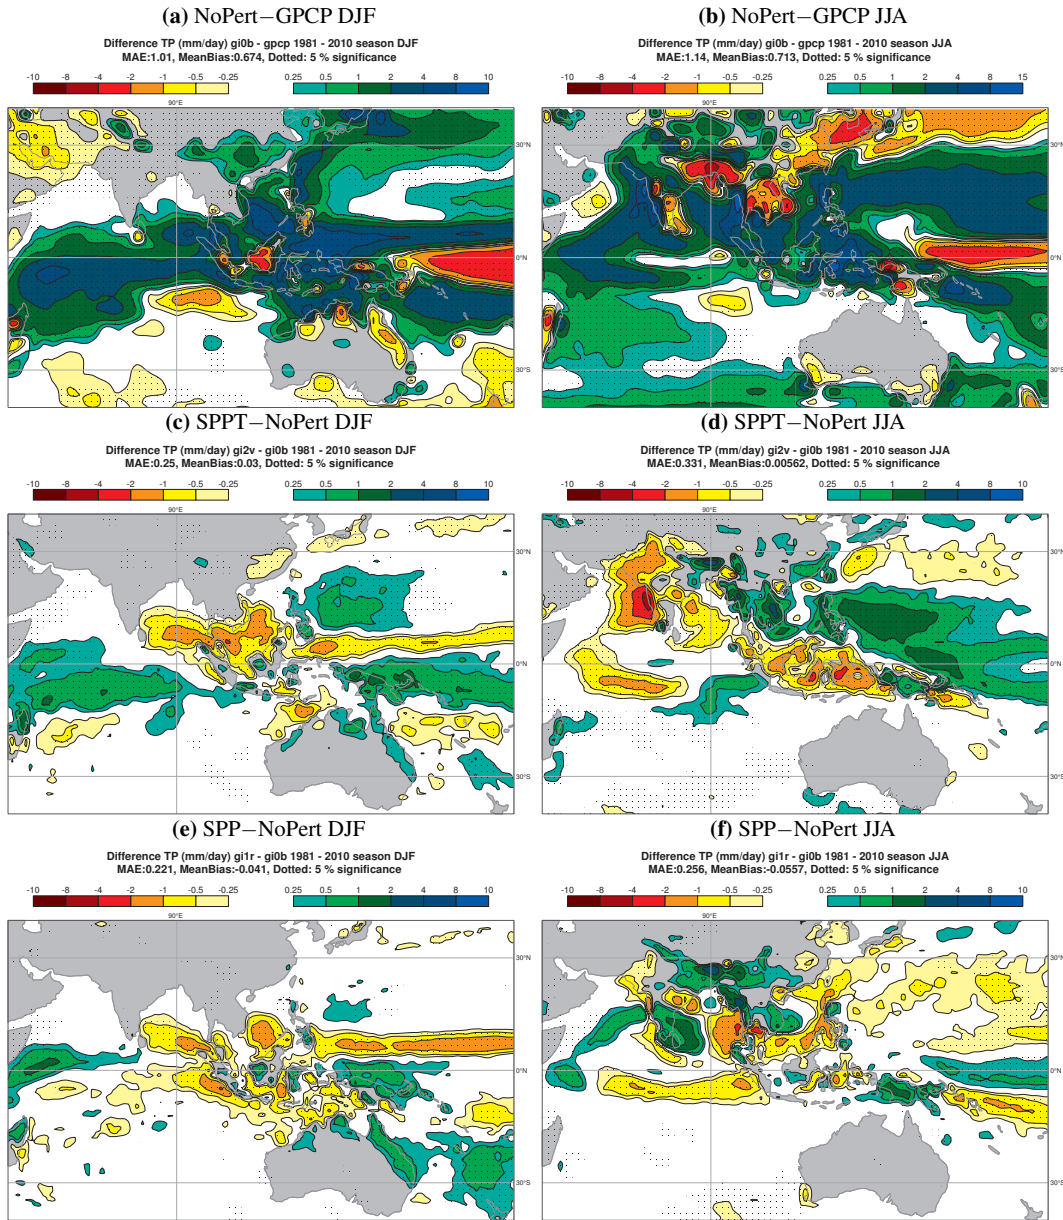 (a) NoPert−GPCP DJF
Difference TP (mm/day) gi0b - gpcp 1981 - 2010 season DJF
MAE:1.01, MeanBias:0.674, Dotted: 5 % significance
-10 -8 -4 -2 -1 -0.5 -0.25 0.25 0.5 1 2 4 8 10
90°E
30°N
0°N
30°S
(b) NoPert−GPCP JJA
Difference TP (mm/day) gi0b - gpcp 1981 - 2010 season JJA
MAE:1.14, MeanBias:0.713, Dotted: 5 % significance
-10 -8 -4 -2 -1 -0.5 -0.25 0.25 0.5 1 2 4 8 15
90°E
30°N
0°N
30°S
(c) SPPT−NoPert DJF
Difference TP (mm/day) gi2v - gi0b 1981 - 2010 season DJF
MAE:0.25, MeanBias:0.03, Dotted: 5 % significance
-10 -8 -4 -2 -1 -0.5 -0.25 0.25 0.5 1 2 4 8 10
90°E
30°N
0°N
30°S
(d) SPPT−NoPert JJA
Difference TP (mm/day) gi2v - gi0b 1981 - 2010 season JJA
MAE:0.331, MeanBias:0.00562, Dotted: 5 % significance
-10 -8 -4 -2 -1 -0.5 -0.25 0.25 0.5 1 2 4 8 10
90°E
30°N
0°N
30°S
(e) SPP−NoPert DJF
Difference TP (mm/day) gi1r - gi0b 1981 - 2010 season DJF
MAE:0.221, MeanBias:-0.041, Dotted: 5 % significance
-10 -8 -4 -2 -1 -0.5 -0.25 0.25 0.5 1 2 4 8 10
90°E
30°N
0°N
30°S
(f) SPP−NoPert JJA
Difference TP (mm/day) gi1r - gi0b 1981 - 2010 season JJA
MAE:0.256, MeanBias:-0.0557, Dotted: 5 % significance
-10 -8 -4 -2 -1 -0.5 -0.25 0.25 0.5 1 2 4 8 10
90°E
30°N
0°N
30°S